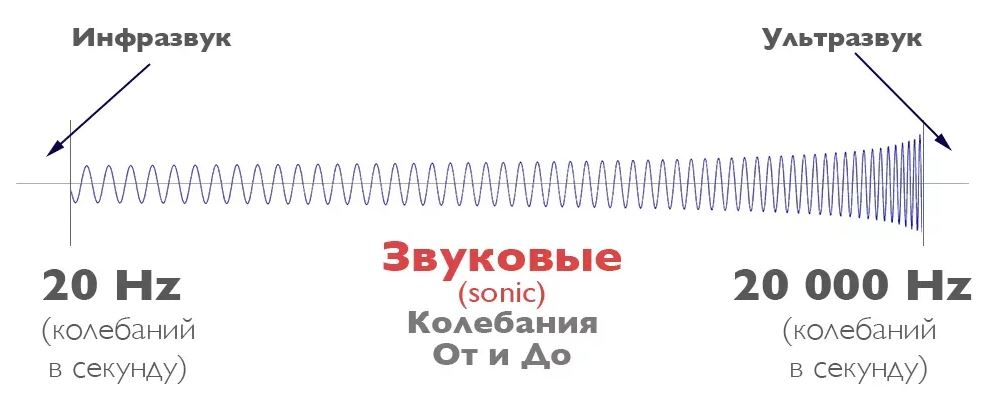 Инфразвук
Ультразвук
Звуковые
(sonic)
Колебания
От и До
20 Hz
(колебаний
в секунду)
20 000 Hz
(колебаний
в секунду)